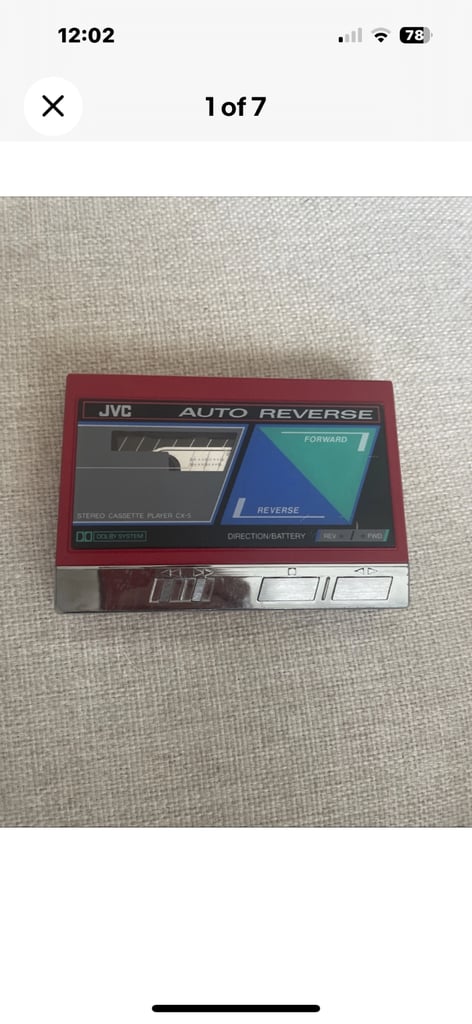 12:02
78
1 of 7
JVC AUTO REVERSE
FORWARD
REVERSE
STEREO CASSETTE PLAYER CX-5
DOLBY SYSTEM
DIRECTION/BATTERY
REV
FWD